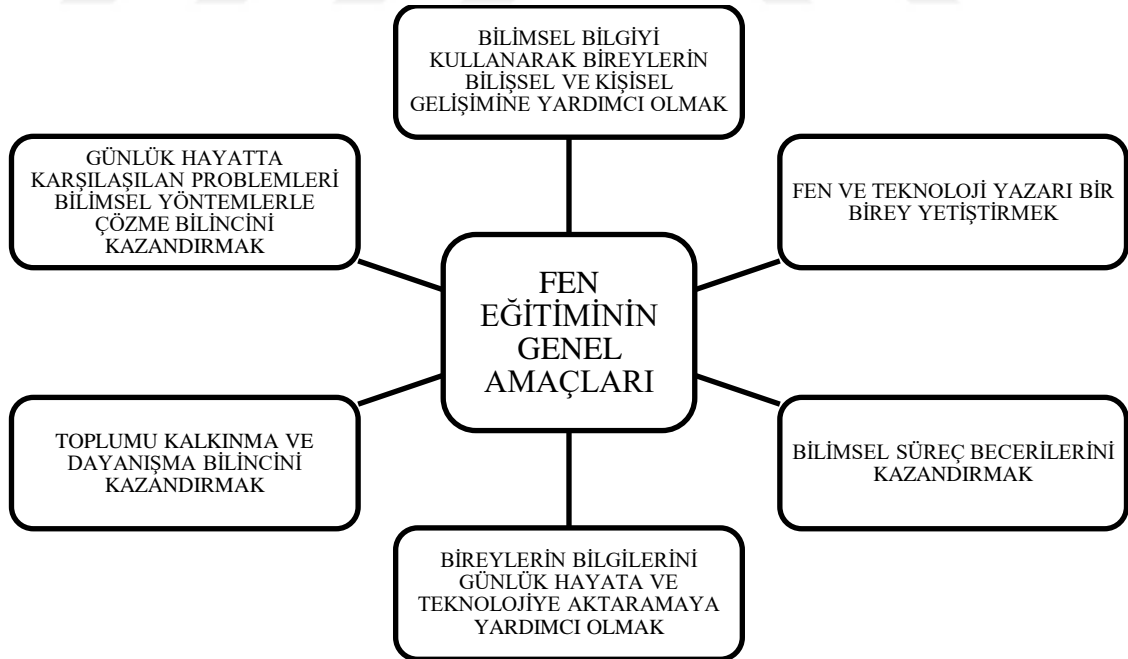 BİLİMSEL BİLGİYİ
KULLANARAK BİREYLERİN
BİLİŞSEL VE KİŞİSEL
GELİŞİMİNE YARDIMCI OLMAK
GÜNLÜK HAYATTA
KARŞILAŞILAN PROBLEMLERİ
BİLİMSEL YÖNTEMLERLE
ÇÖZME BİLİNCİNİ
KAZANDIRMAK
FEN VE TEKNOLOJİ YAZARI BİR
BİREY YETİŞTİRMEK
FEN
EĞİTİMİNİN
GENEL
AMAÇLARI
TOPLUMU KALKINMA VE
DAYANIŞMA BİLİNCİNİ
KAZANDIRMAK
BİLİMSEL SÜREÇ BECERİLERİNİ
KAZANDIRMAK
BİREYLERİN BİLGİLERİNİ
GÜNLÜK HAYATA VE
TEKNOLOJİYE AKTARAMAYA
YARDIMCI OLMAK